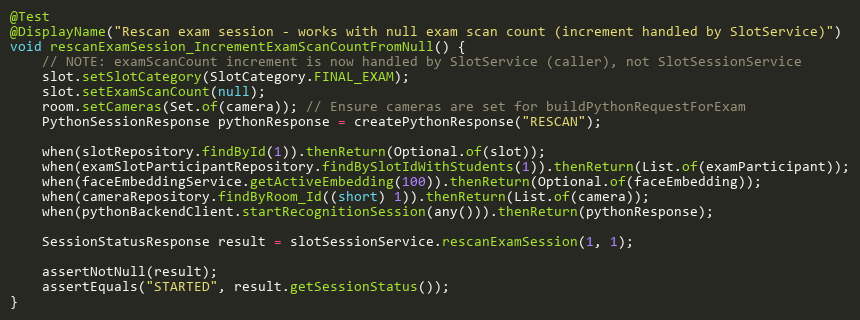 @Test
@DisplayName("Rescan exam session - works with null exam scan count (increment handled by SlotService)")
void rescanExamSession_IncrementExamScanCountFromNull() {
    // NOTE: examScanCount increment is now handled by SlotService (caller), not SlotSessionService
    slot.setSlotCategory(SlotCategory.FINAL_EXAM);
    slot.setExamScanCount(null);
    room.setCameras(Set.of(camera)); // Ensure cameras are set for buildPythonRequestForExam
    PythonSessionResponse pythonResponse = createPythonResponse("RESCAN");

    when(slotRepository.findById(1)).thenReturn(Optional.of(slot));
    when(examSlotParticipantRepository.findBySlotIdWithStudents(1)).thenReturn(List.of(examParticipant));
    when(faceEmbeddingService.getActiveEmbedding(100)).thenReturn(Optional.of(faceEmbedding));
    when(cameraRepository.findByRoom_Id((short) 1)).thenReturn(List.of(camera));
    when(pythonBackendClient.startRecognitionSession(any())).thenReturn(pythonResponse);

    SessionStatusResponse result = slotSessionService.rescanExamSession(1, 1);

    assertNotNull(result);
    assertEquals("STARTED", result.getSessionStatus());
}